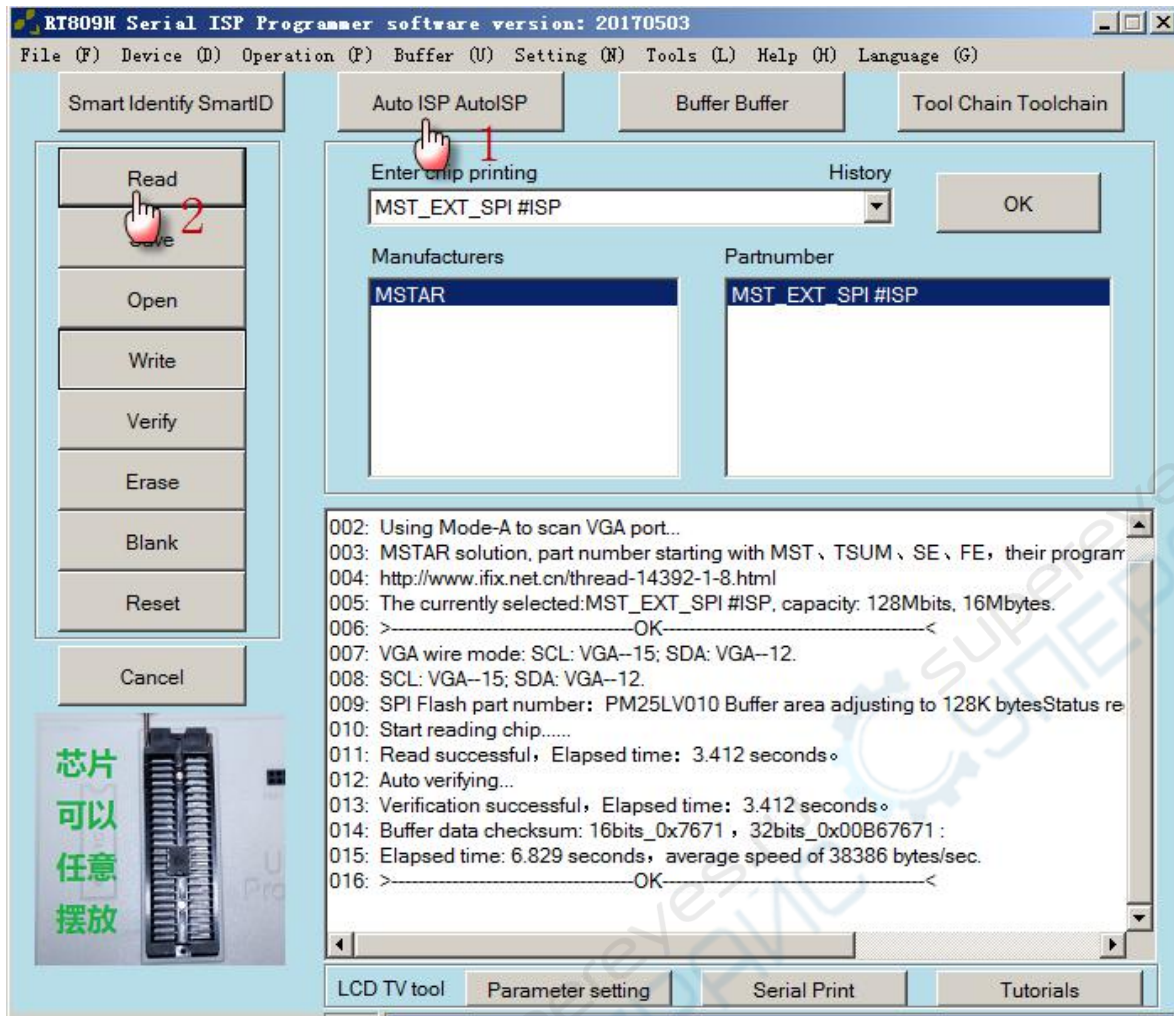 RT809H Serial ISP Programmer software version: 20170503
File (F) Device (D) Operation (P) Buffer (U) Setting (N) Tools (L) Help (H) Language (G)
Smart Identify SmartID
Auto ISP AutoISP
Buffer Buffer
Tool Chain Toolchain
1
Read
2
Save
Open
Write
Verify
Erase
Blank
Reset
Cancel
Enter chip printing
History
MST_EXT_SPI #ISP
OK
Manufacturers
Partnumber
MSTAR
MST_EXT_SPI #ISP
002: Using Mode-A to scan VGA port...
003: MSTAR solution, part number starting with MST、TSUM、SE、FE，their program
004: http://www.ifix.net.cn/thread-14392-1-8.html
005: The currently selected:MST_EXT_SPI #ISP, capacity: 128Mbits, 16Mbytes.
006: >-----------------------------------OK--------------------------------------<
007: VGA wire mode: SCL: VGA--15; SDA: VGA--12.
008: SCL: VGA--15; SDA: VGA--12.
009: SPI Flash part number：PM25LV010 Buffer area adjusting to 128K bytesStatus re
010: Start reading chip......
011: Read successful，Elapsed time：3.412 seconds。
012: Auto verifying...
013: Verification successful，Elapsed time：3.412 seconds。
014: Buffer data checksum: 16bits_0x7671，32bits_0x00B67671 :
015: Elapsed time: 6.829 seconds，average speed of 38386 bytes/sec.
016: >-----------------------------------OK--------------------------------------<
芯片
可以
任意
摆放
LCD TV tool
Parameter setting
Serial Print
Tutorials